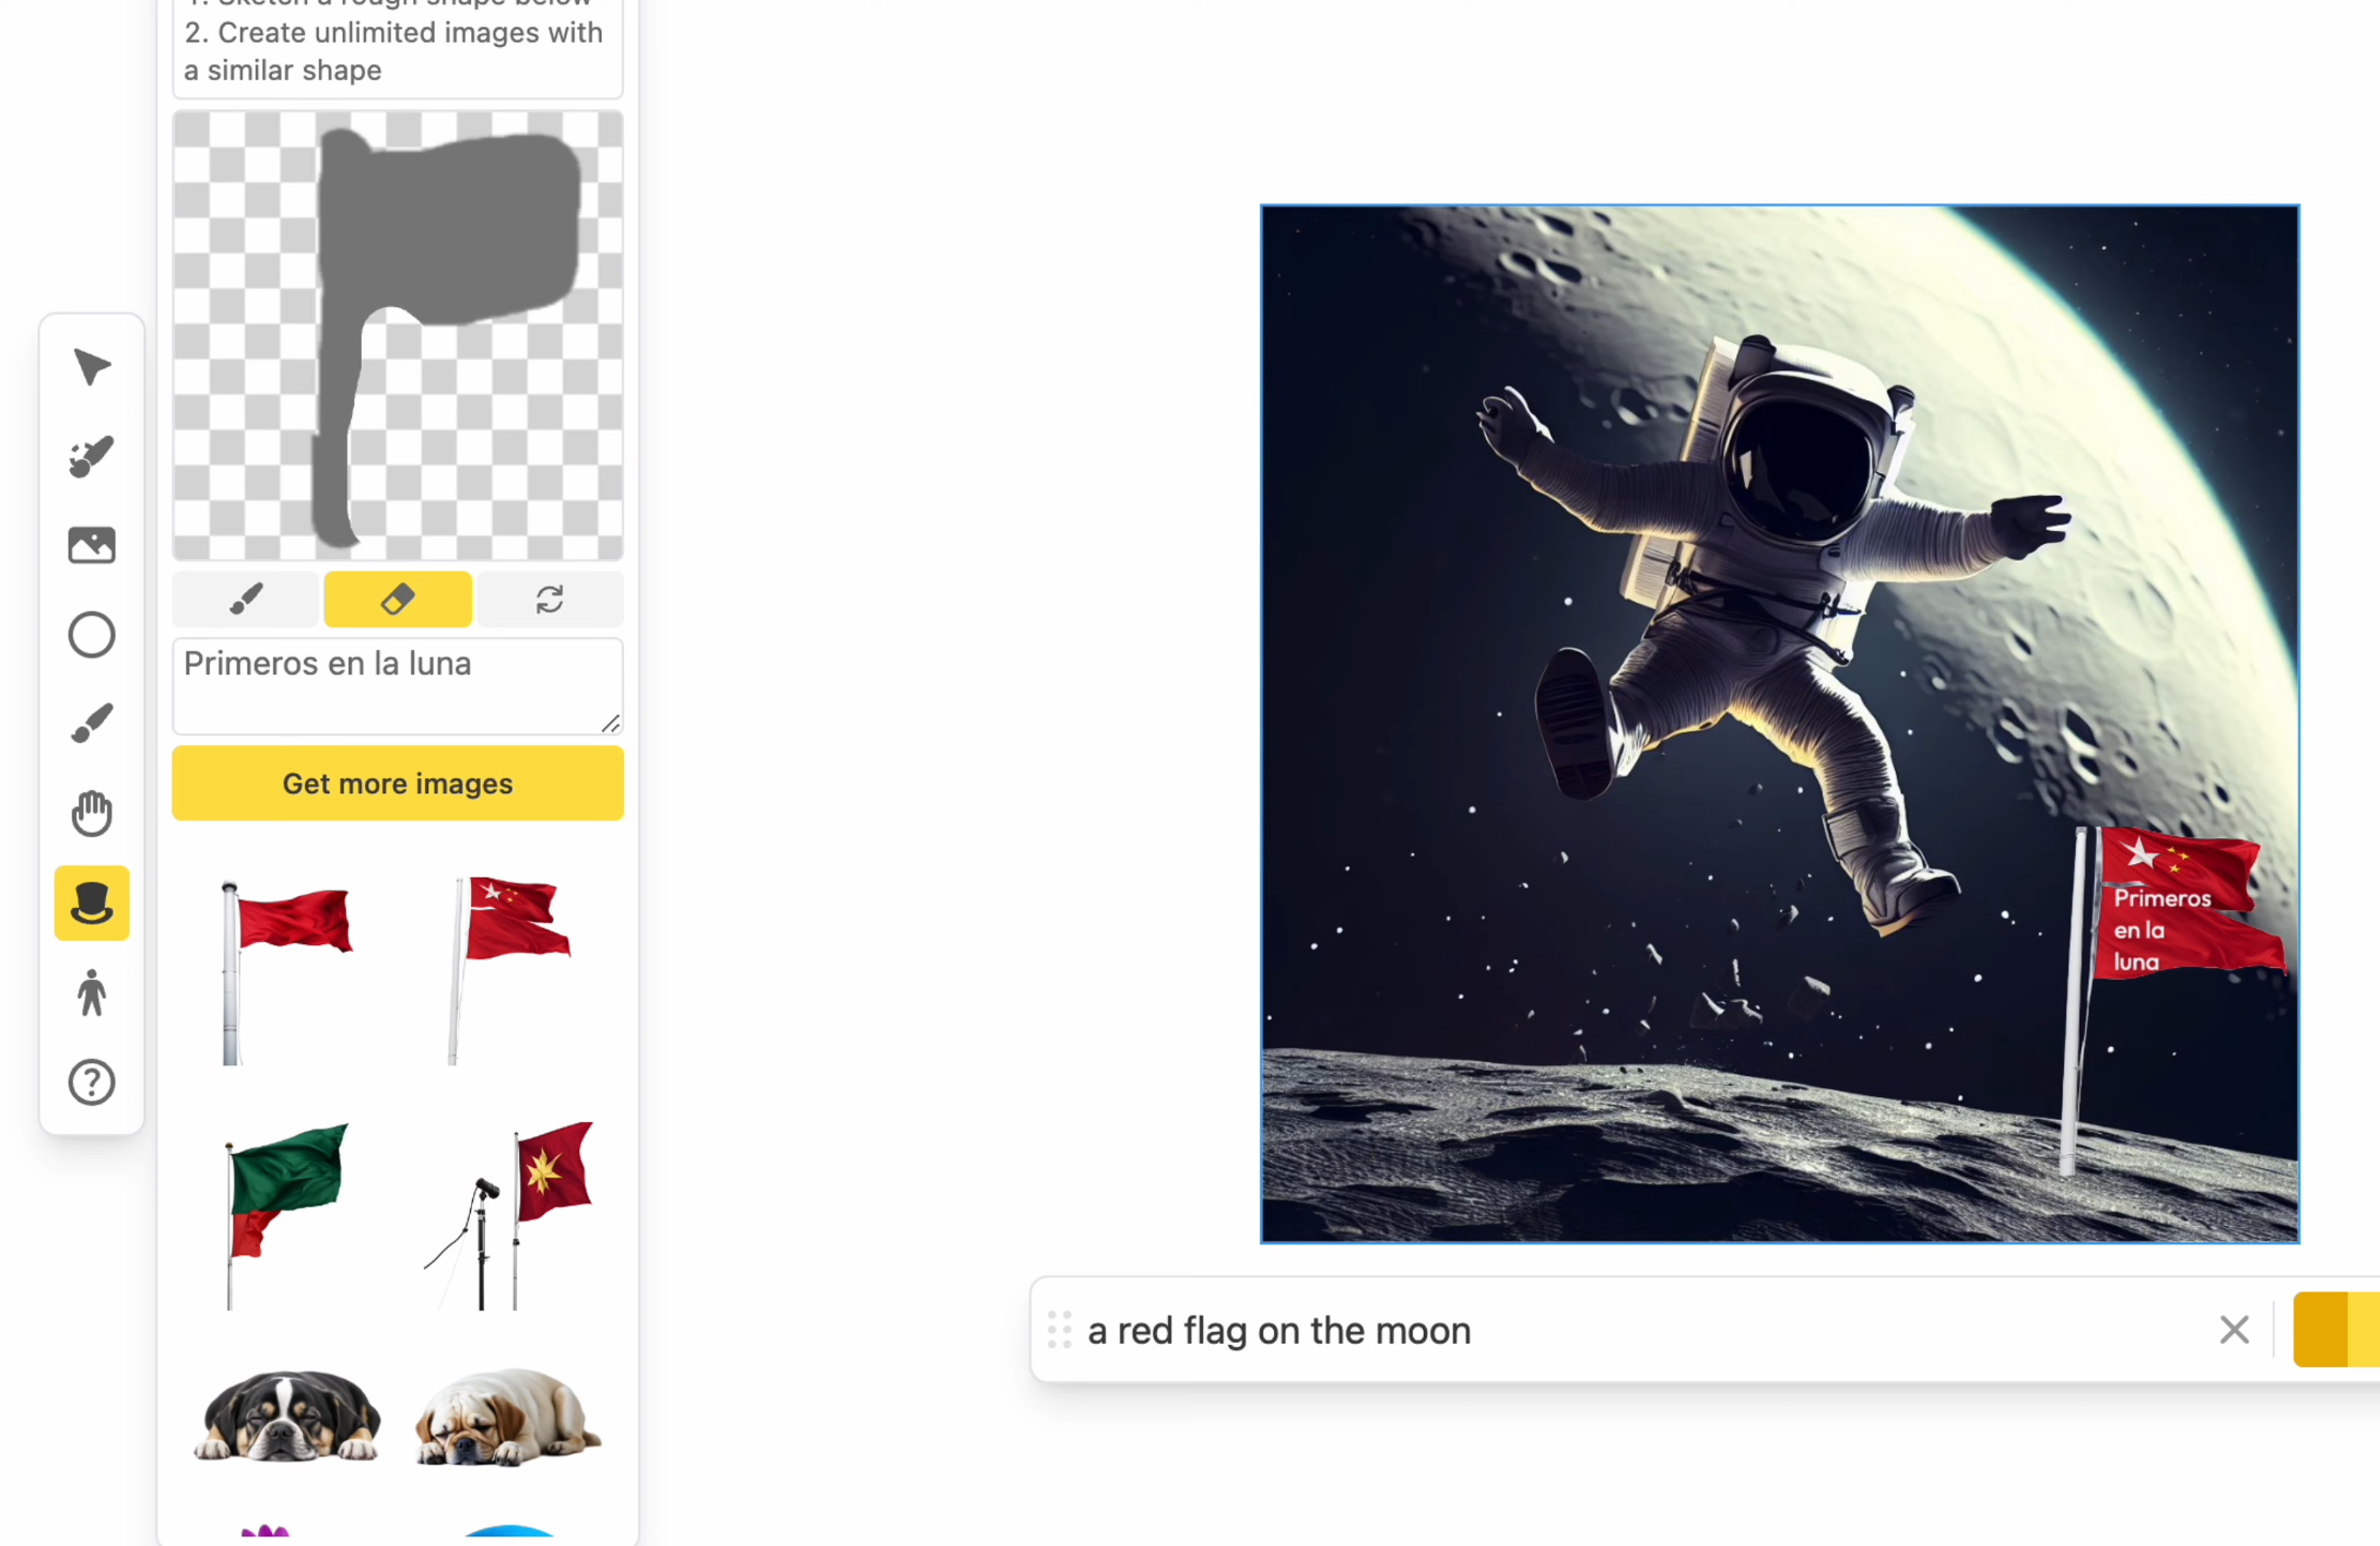 2. Create unlimited images with
a similar shape
Primeros en la luna
Get more images
Primeros
en la
luna
a red flag on the moon